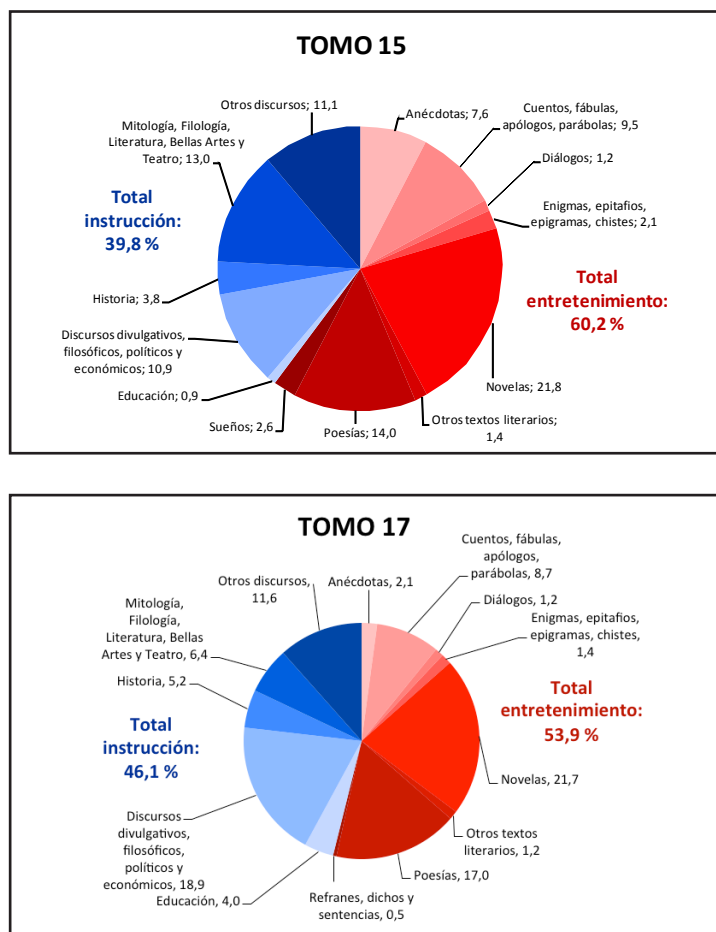 TOMO 15
Otros discursos; 11,1
Anécdotas; 7,6
Cuentos, fábulas,
apólogos, parábolas; 9,5
Mitología, Filología,
Literatura, Bellas Artes y
Teatro; 13,0
Diálogos; 1,2
Enigmas, epitafios,
epigramas, chistes; 2,1
Total
instrucción:
39,8 %
Total
entretenimiento:
60,2 %
Historia; 3,8
Discursos divulgativos,
filosóficos, políticos y
económicos; 10,9
Educación; 0,9
Novelas; 21,8
Sueños; 2,6
Poesías; 14,0
Otros textos literarios;
1,4
TOMO 17
Cuentos, fábulas,
apólogos,
parábolas, 8,7
Otros discursos,
11,6
Anécdotas, 2,1
Diálogos, 1,2
Mitología,
Filología,
Literatura, Bellas
Artes y Teatro, 6,4
Enigmas, epitafios,
epigramas, chistes,
1,4
Historia, 5,2
Total
entretenimiento:
53,9 %
Total
instrucción:
46,1 %
Novelas, 21,7
Discursos
divulgativos,
filosóficos,
políticos y
económicos, 18,9
Otros textos
literarios, 1,2
Poesías, 17,0
Educación, 4,0
Refranes, dichos y
sentencias, 0,5